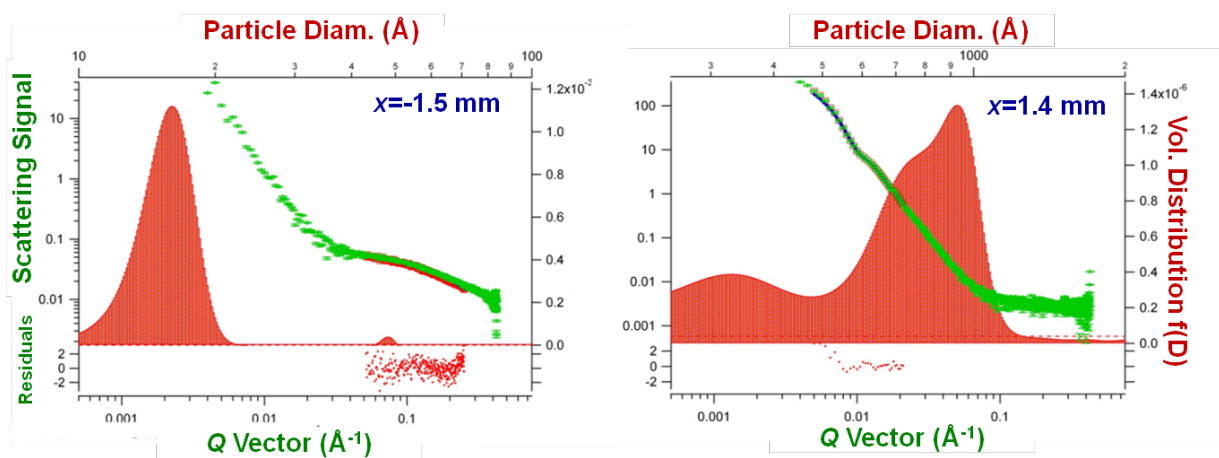 Particle Diam. (Å)
10 2 3 4 5 6 7 8 9 100
Scattering Signal
x=-1.5 mm
10
1
0.1
0.01
1.2x10⁻²
1.0
0.8
0.6
0.4
0.2
0.0
Residuals
2
0
-2
0.001 0.01 0.1
Q Vector (Å⁻¹)
Particle Diam. (Å)
3 4 5 6 7 8 9 1000 2
x=1.4 mm
100
10
1
0.1
0.01
0.001
1.4x10⁻⁶
1.2
1.0
0.8
0.6
0.4
0.2
0.0
Vol. Distribution f(D)
2
0
-2
0.001 0.01 0.1
Q Vector (Å⁻¹)